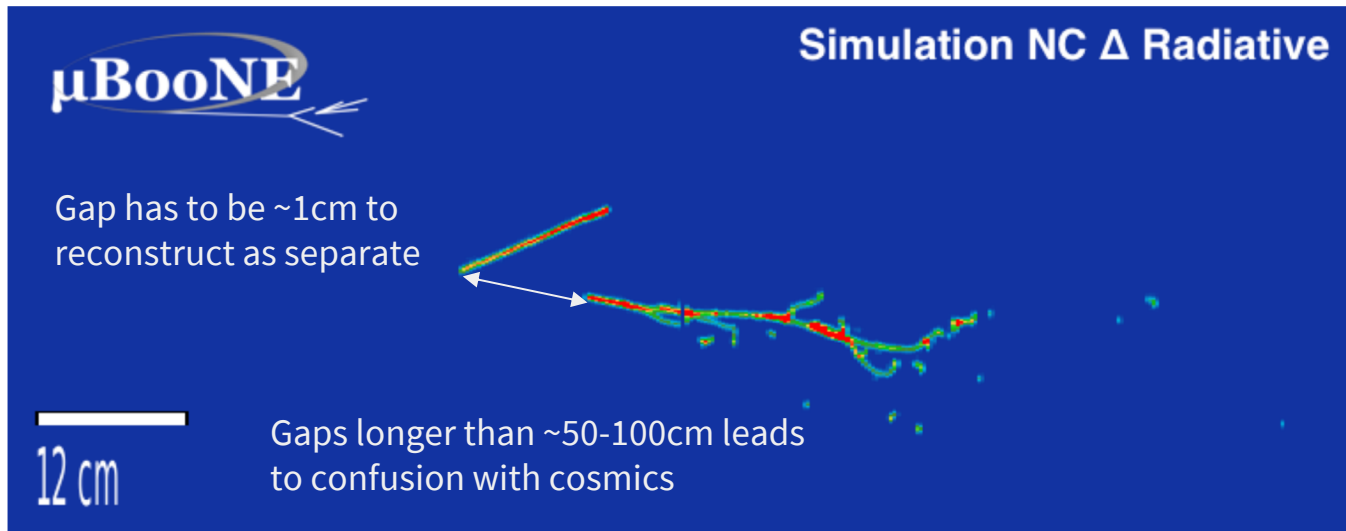 µBooNE
Simulation NC Δ Radiative
Gap has to be ~1cm to
reconstruct as separate
Gaps longer than ~50-100cm leads
to confusion with cosmics
12 cm